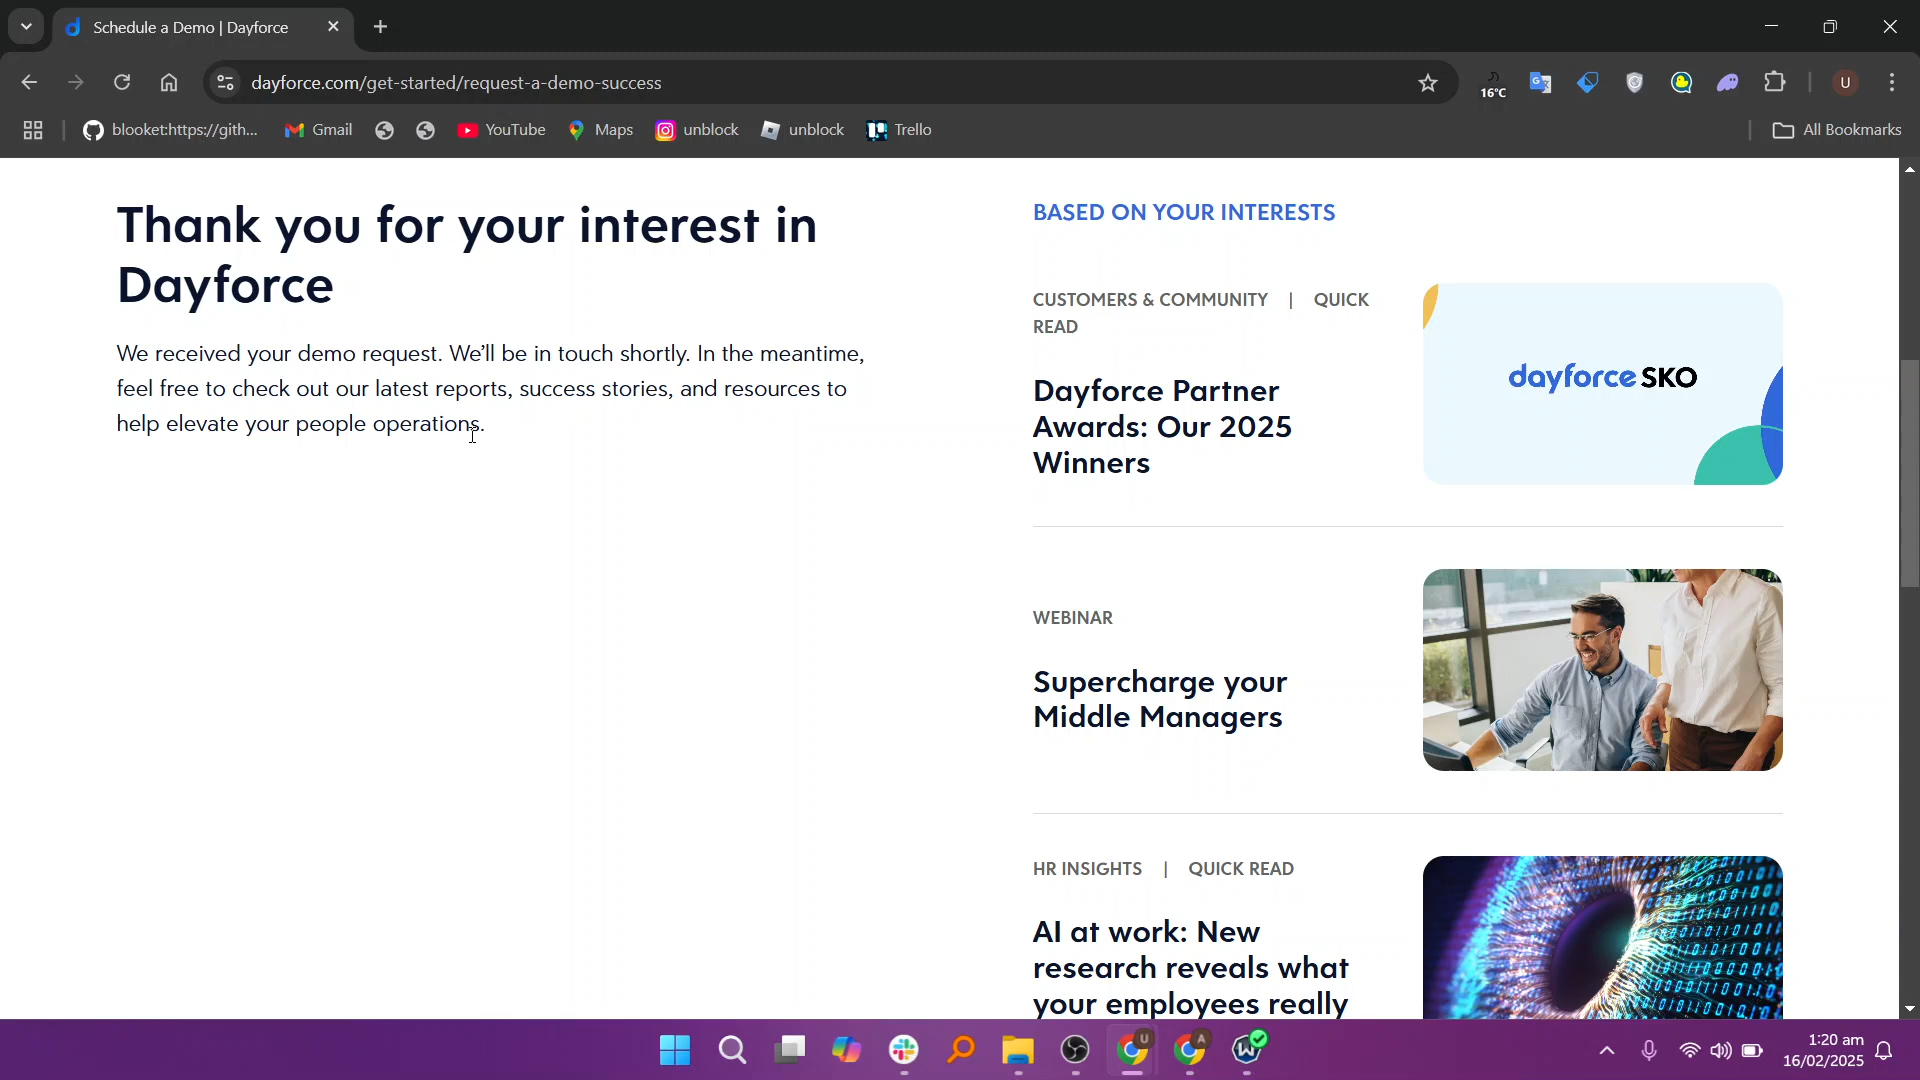 Schedule a Demo | Dayforce
dayforce.com/get-started/request-a-demo-success
16°C
U
blooket:https://gith...
Gmail
YouTube
Maps
unblock
unblock
Trello
All Bookmarks
Thank you for your interest in
Dayforce
We received your demo request. We'll be in touch shortly. In the meantime,
feel free to check out our latest reports, success stories, and resources to
help elevate your people operations.
BASED ON YOUR INTERESTS
CUSTOMERS & COMMUNITY | QUICK
READ
Dayforce Partner
Awards: Our 2025
Winners
dayforce SKO
WEBINAR
Supercharge your
Middle Managers
HR INSIGHTS | QUICK READ
AI at work: New
research reveals what
your employees really
U
A
1:20 am
16/02/2025